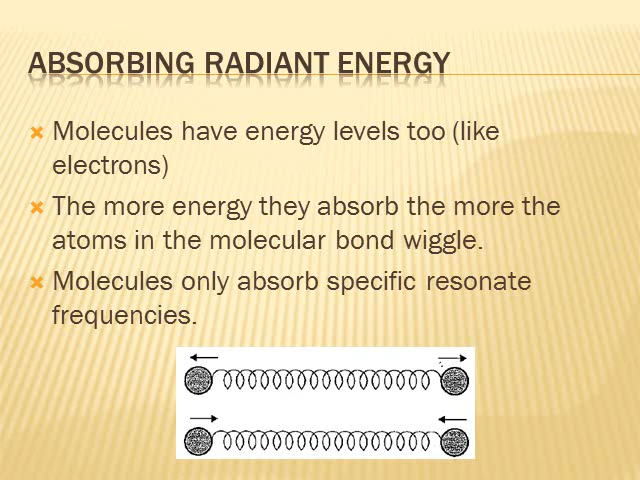 ABSORBING RADIANT ENERGY
Molecules have energy levels too (like
electrons)
The more energy they absorb the more the
atoms in the molecular bond wiggle.
Molecules only absorb specific resonate
frequencies.